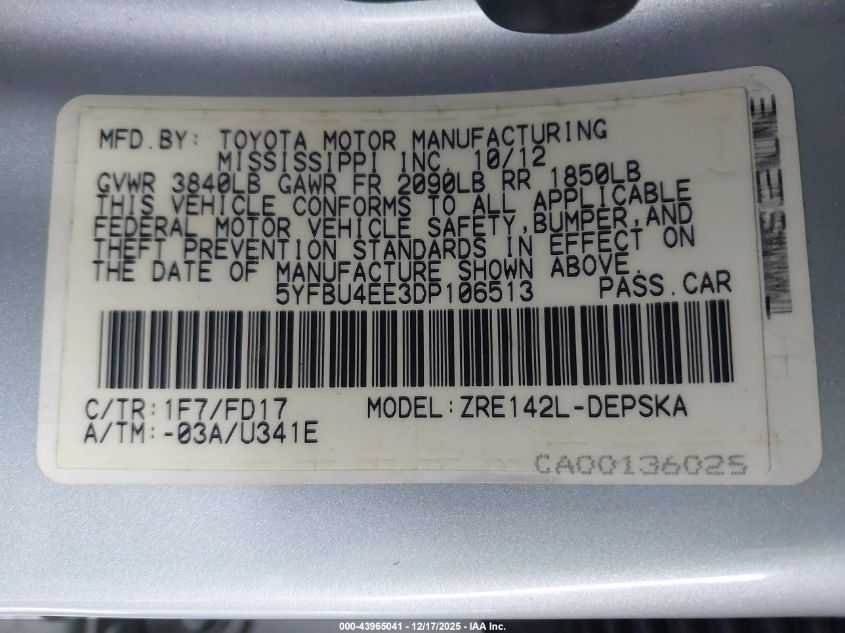 MFD.BY: TOYOTA MOTOR MANUFACTURING
MISSISSIPPI INC. 10/12
GVWR 3840LB GAWR FR 2090LB RR 1850LB
THIS VEHICLE CONFORMS TO ALL APPLICABLE
FEDERAL MOTOR VEHICLE SAFETY,BUMPER,AND
THEFT PREVENTION STANDARDS IN EFFECT ON
THE DATE OF MANUFACTURE SHOWN ABOVE.
5YFBU4EE3DP106513 PASS.CAR
C/TR:1F7/FD17 MODEL:ZRE142L-DEPSKA
A/TM:-03A/U341E
CA00136025
000-43965041 - 12/17/2025 - IAA Inc.